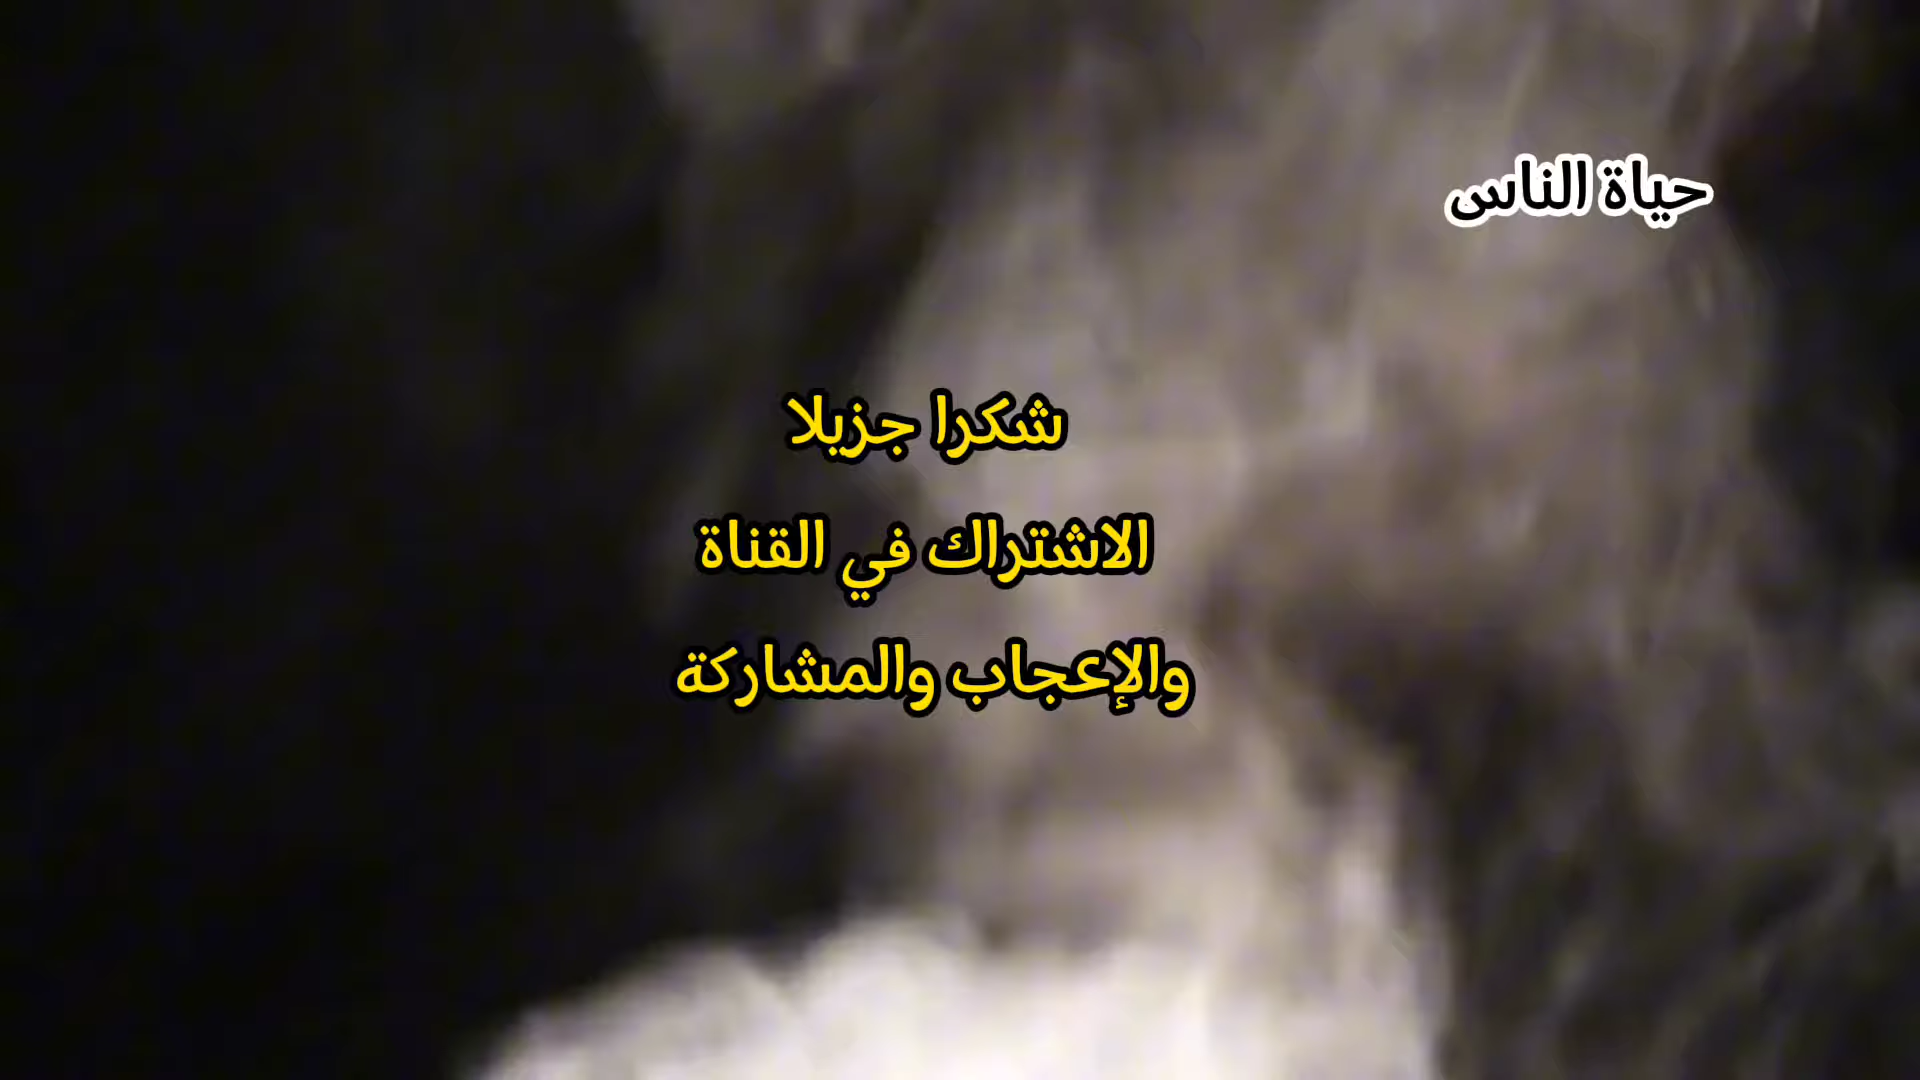 حياة الناس
شكرا جزيلا
الاشتراك في القناة
والإعجاب والمشاركة